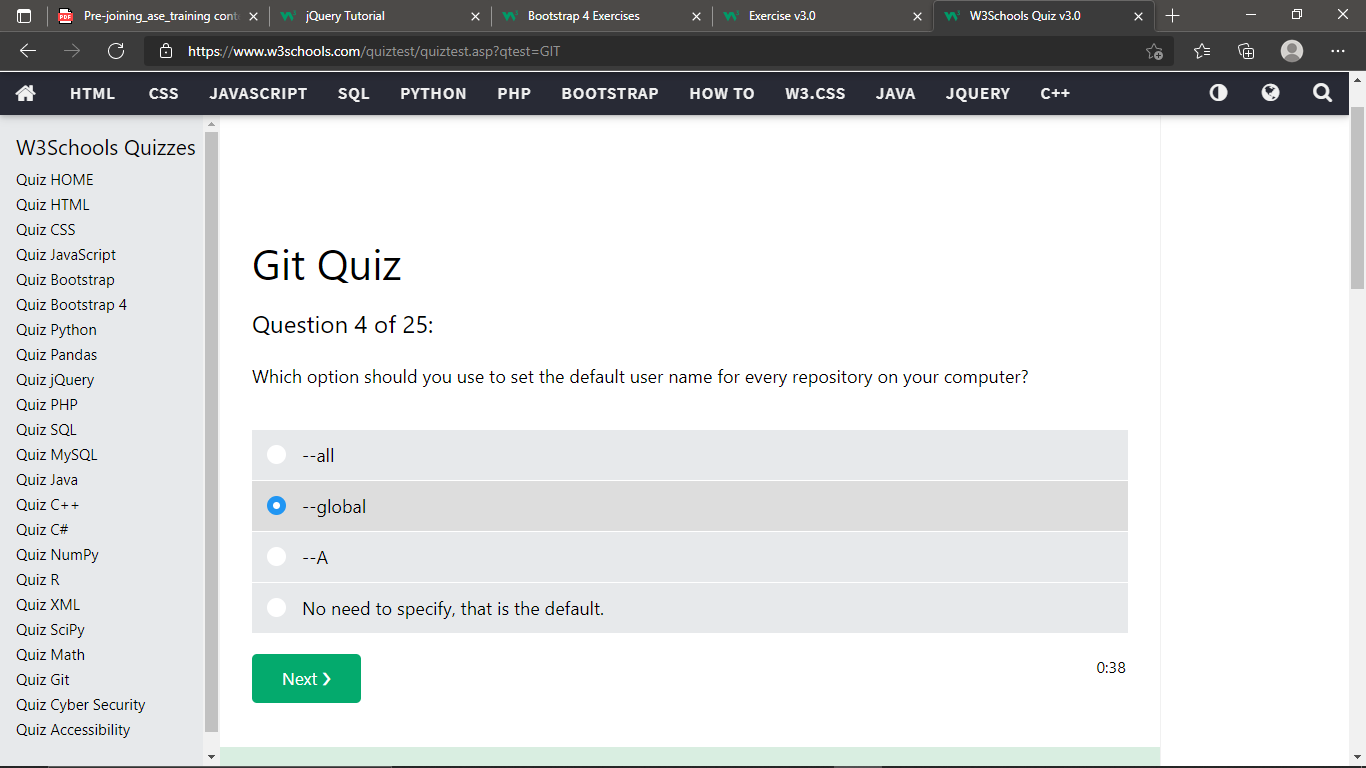 Pre-joining_ase_training cont
jQuery Tutorial
Bootstrap 4 Exercises
Exercise v3.0
W3Schools Quiz v3.0
https://www.w3schools.com/quiztest/quiztest.asp?qtest=GIT
HTML CSS JAVASCRIPT SQL PYTHON PHP BOOTSTRAP HOW TO W3.CSS JAVA JQUERY C++
W3Schools Quizzes
Quiz HOME
Quiz HTML
Quiz CSS
Quiz JavaScript
Quiz Bootstrap
Quiz Bootstrap 4
Quiz Python
Quiz Pandas
Quiz jQuery
Quiz PHP
Quiz SQL
Quiz MySQL
Quiz Java
Quiz C++
Quiz C#
Quiz NumPy
Quiz R
Quiz XML
Quiz SciPy
Quiz Math
Quiz Git
Quiz Cyber Security
Quiz Accessibility
Git Quiz
Question 4 of 25:
Which option should you use to set the default user name for every repository on your computer?
--all
--global
--A
No need to specify, that is the default.
Next ❯
0:38